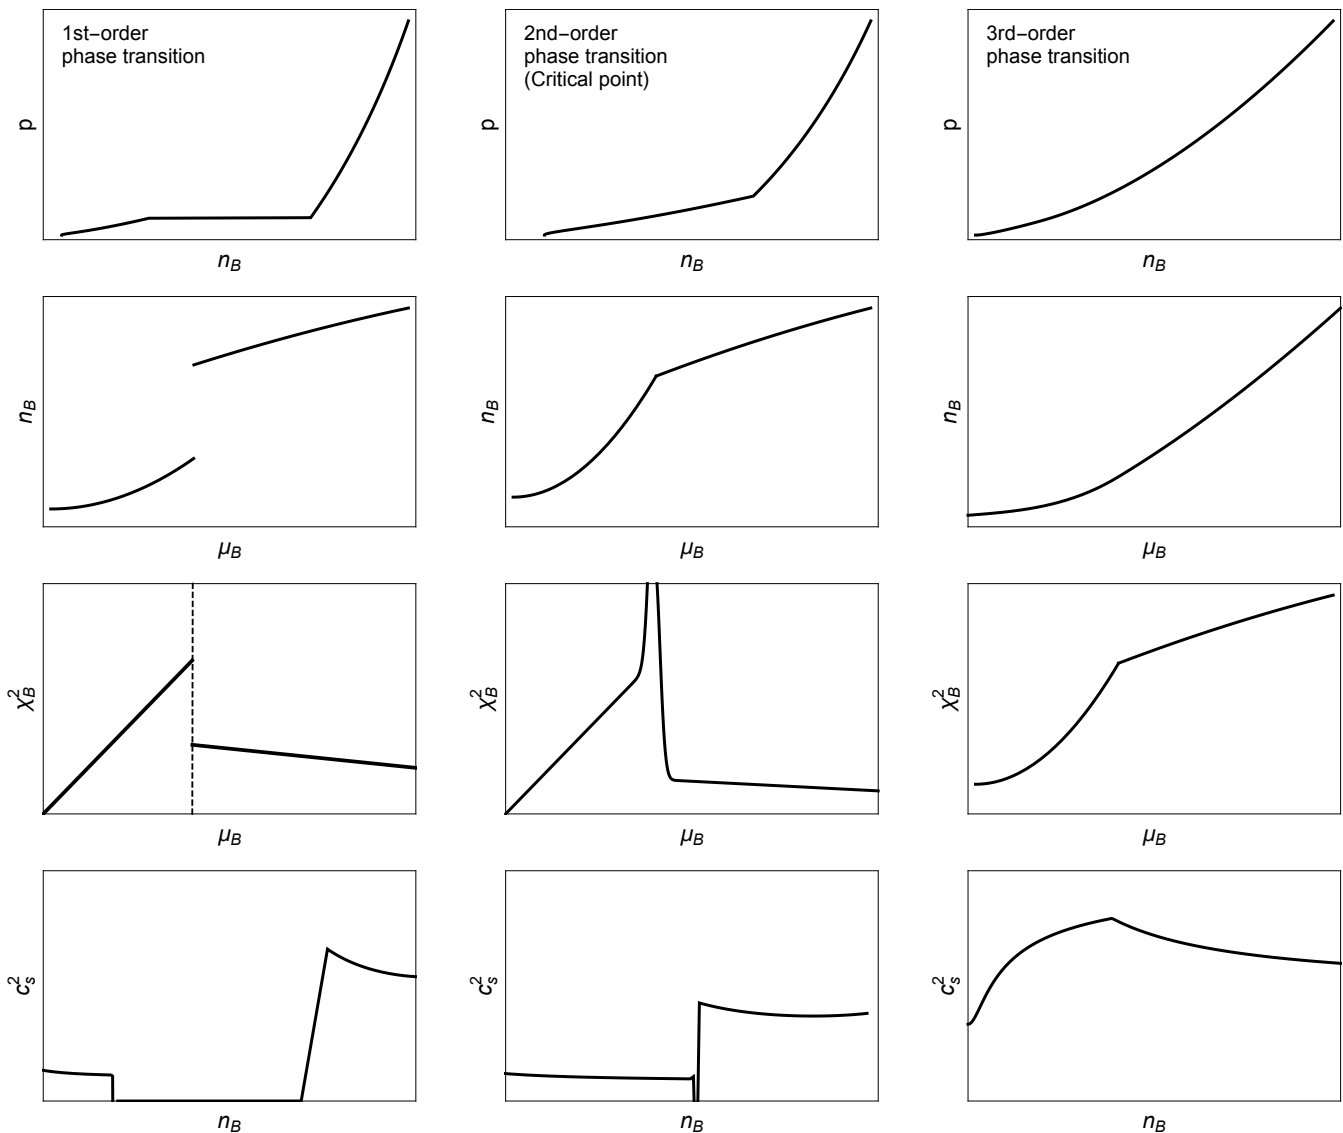 1st–order
phase transition
p
n_B
2nd–order
phase transition
(Critical point)
p
n_B
3rd–order
phase transition
p
n_B
n_B
μ_B
n_B
μ_B
n_B
μ_B
χ_B^2
μ_B
χ_B^2
μ_B
χ_B^2
μ_B
c_s^2
n_B
c_s^2
n_B
c_s^2
n_B